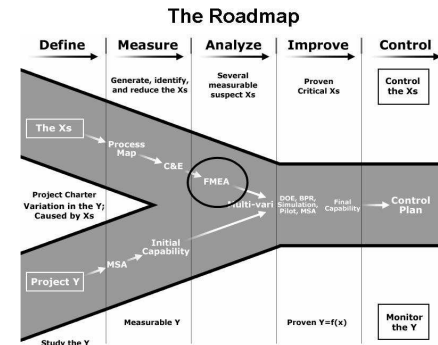 The Roadmap
Define
Measure
Analyze
Improve
Control
Generate, identify,
and reduce the Xs
Several
measurable
suspect Xs
Proven
Critical Xs
Control
the Xs
The Xs
Process
Map
C&E
FMEA
Multi-vari
DOE, BPR,
Simulation,
Pilot, MSA
Final
Capability
Control
Plan
Project Charter
Variation in the Y;
Caused by Xs
Initial
Capability
MSA
Project Y
Measurable Y
Proven Y=f(x)
Monitor
the Y
Study the Y